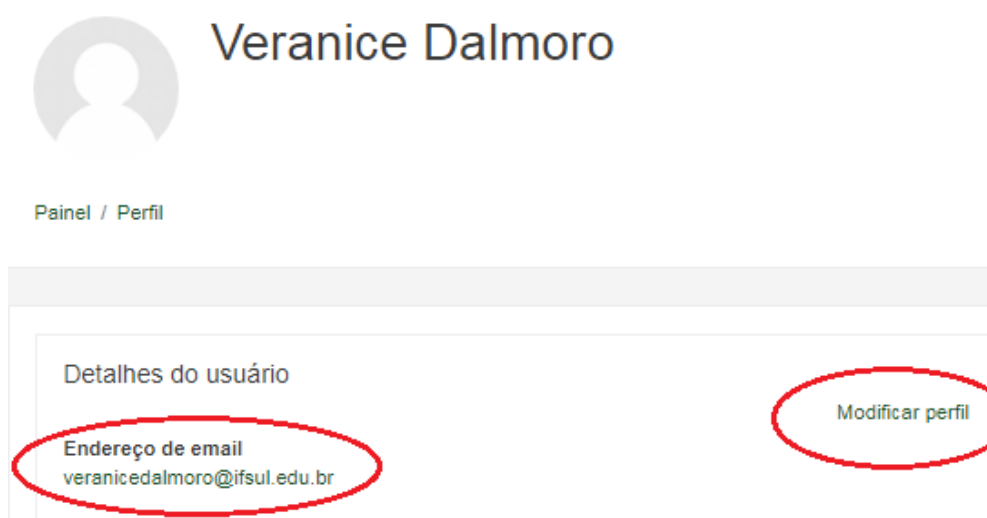 Veranice Dalmoro
Painel / Perfil
Detalhes do usuário
Modificar perfil
Endereço de email
veranicedalmoro@ifsul.edu.br